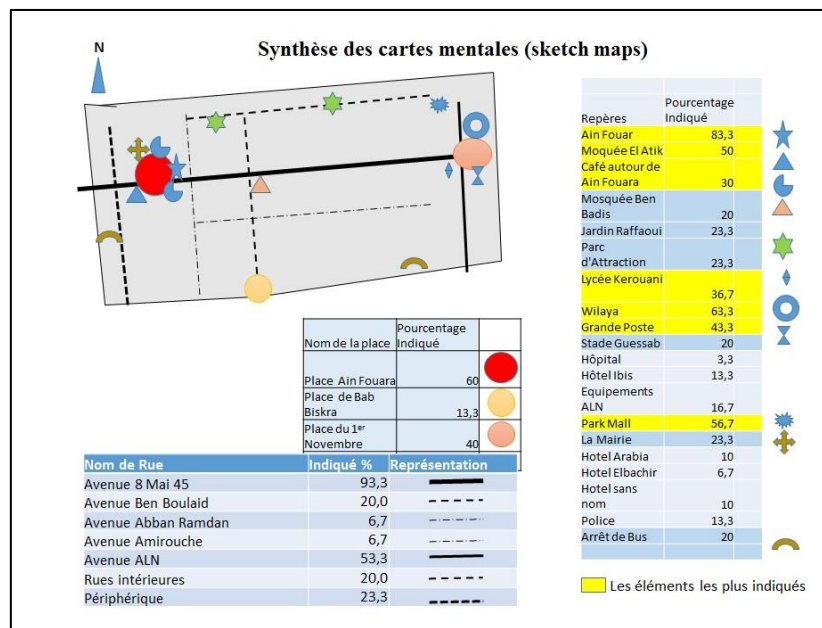 Synthèse des cartes mentales (sketch maps)
N
Repères Pourcentage Indiqué
Ain Fouar 83,3
Moquée El Atik 50
Café autour de
Ain Fouara 30
Mosquée Ben
Badis 20
Jardin Raffaoui 23,3
Parc
d'Attraction 23,3
Lycée Kerouani
36,7
Wilaya 63,3
Grande Poste 43,3
Stade Guessab 20
Hôpital 3,3
Hôtel Ibis 13,3
Equipements
ALN 16,7
Park Mall 56,7
La Mairie 23,3
Hotel Arabia 10
Hotel Elbachir 6,7
Hotel sans
nom 10
Police 13,3
Arrêt de Bus 20
Les éléments les plus indiqués
Nom de la place Pourcentage Indiqué
Place Ain Fouara 60
Place de Bab
Biskra 13,3
Place du 1er
Novembre 40
Nom de Rue Indiqué % Représentation
Avenue 8 Mai 45 93,3
Avenue Ben Boulaid 20,0
Avenue Abban Ramdan 6,7
Avenue Amirouche 6,7
Avenue ALN 53,3
Rues intérieures 20,0
Périphérique 23,3